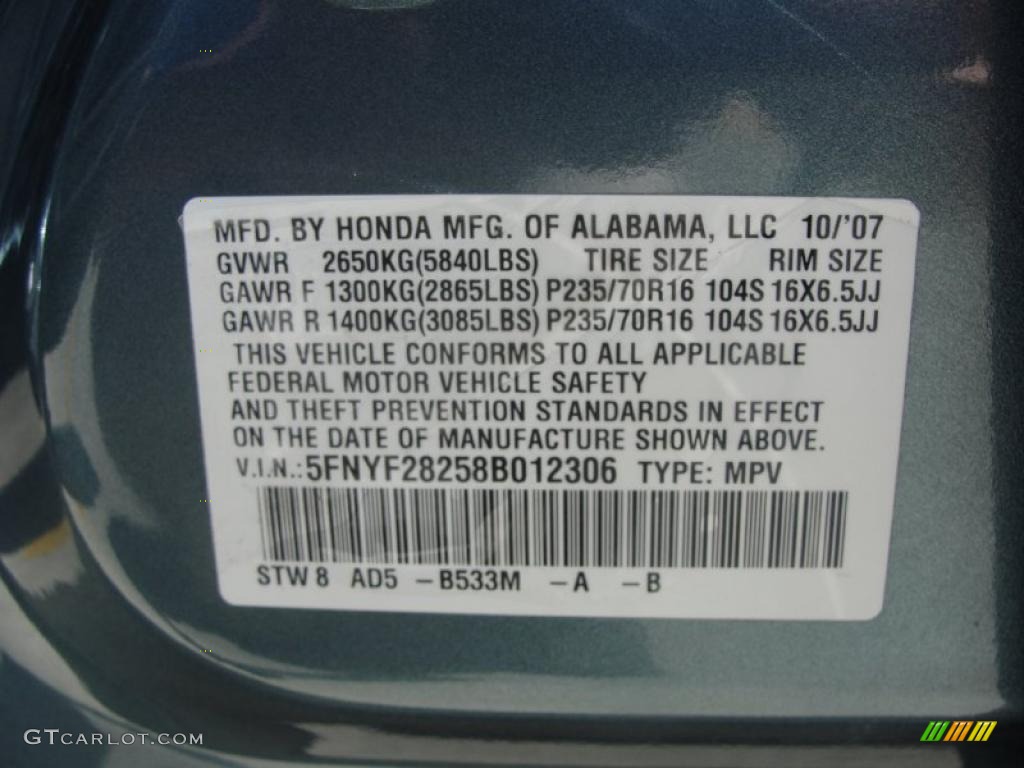 MFD. BY HONDA MFG. OF ALABAMA, LLC 10/'07
GVWR 2650KG(5840LBS) TIRE SIZE RIM SIZE
GAWR F 1300KG(2865LBS) P235/70R16 104S 16X6.5JJ
GAWR R 1400KG(3085LBS) P235/70R16 104S 16X6.5JJ
THIS VEHICLE CONFORMS TO ALL APPLICABLE
FEDERAL MOTOR VEHICLE SAFETY
AND THEFT PREVENTION STANDARDS IN EFFECT
ON THE DATE OF MANUFACTURE SHOWN ABOVE.
V.I.N.: 5FNYF28258B012306 TYPE: MPV
STW 8 AD5 -B533M -A -B
GTCARLOT.COM